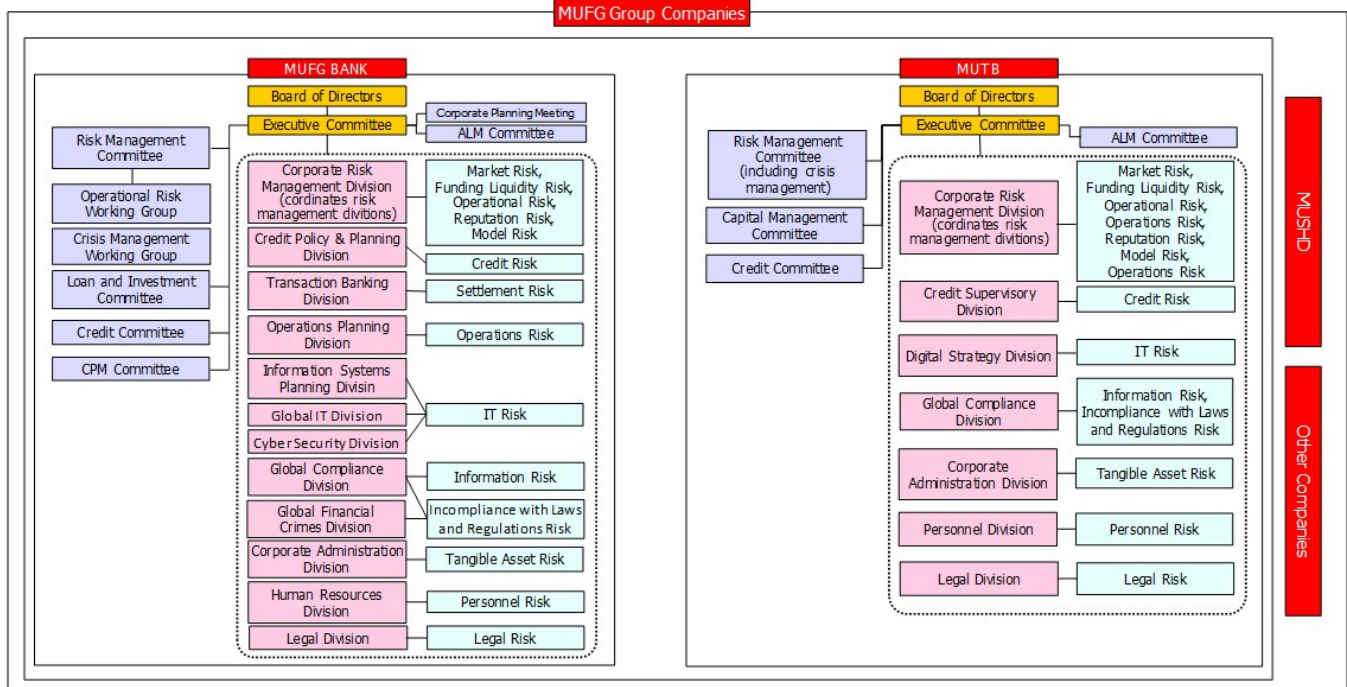 MUFG Group Companies
MUFG BANK
Board of Directors
Executive Committee
Corporate Planning Meeting
ALM Committee
Risk Management
Committee
Operational Risk
Working Group
Crisis Management
Working Group
Loan and Investment
Committee
Credit Committee
CPM Committee
Corporate Risk
Management Division
(cordinates risk
management divitions)
Market Risk,
Funding Liquidity Risk,
Operational Risk,
Reputation Risk,
Model Risk
Credit Policy & Planning
Division
Credit Risk
Transaction Banking
Division
Settlement Risk
Operations Planning
Division
Operations Risk
Information Systems
Planning Divisin
Global IT Division
Cyber Security Division
IT Risk
Global Compliance
Division
Information Risk
Global Financial
Crimes Division
Incompliance with Laws
and Regulations Risk
Corporate Administration
Division
Tangible Asset Risk
Human Resources
Division
Personnel Risk
Legal Division
Legal Risk
MUTB
Board of Directors
Executive Committee
ALM Committee
Risk Management
Committee
(including crisis
management)
Capital Management
Committee
Credit Committee
Corporate Risk
Management Division
(cordinates risk
management divitions)
Market Risk,
Funding Liquidity Risk,
Operational Risk,
Operations Risk,
Reputation Risk,
Model Risk,
Operations Risk
Credit Supervisory
Division
Credit Risk
Digital Strategy Division
IT Risk
Global Compliance
Division
Information Risk,
Incompliance with Laws
and Regulations Risk
Corporate
Administration Division
Tangible Asset Risk
Personnel Division
Personnel Risk
Legal Division
Legal Risk
MUSHD
Other Companies